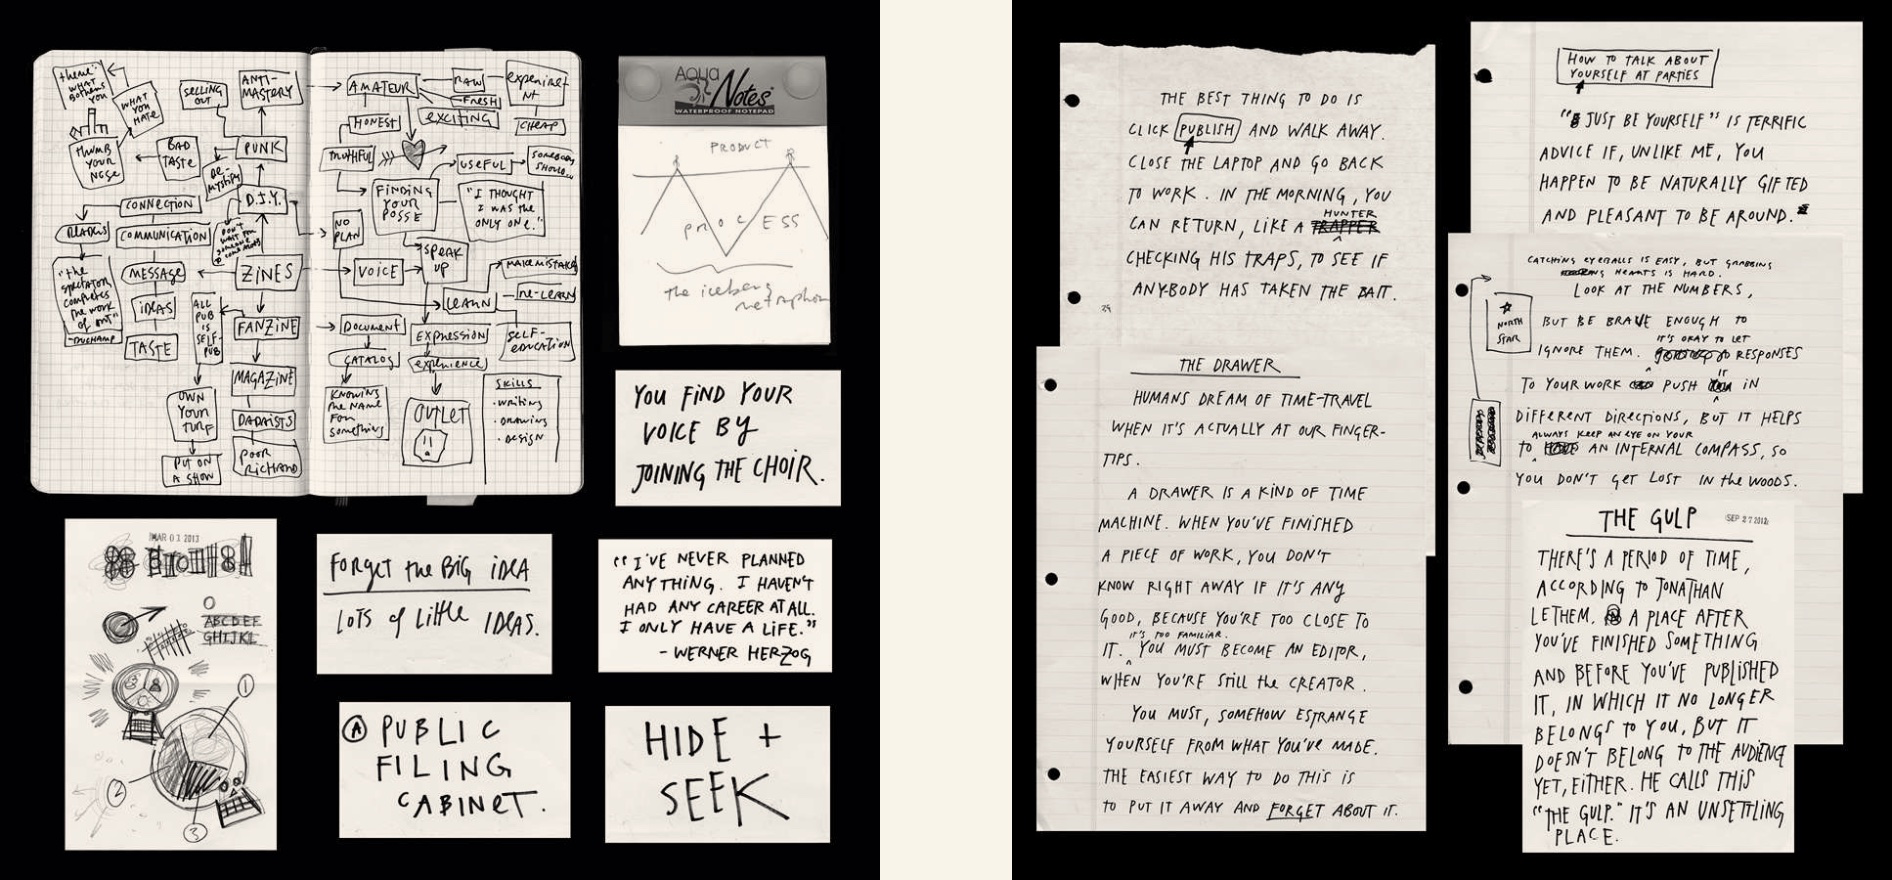 "theme"
WHAT
BOTHERS
YOU
WHAT
YOU
HATE
SELLING
OUT
ANTI-
MASTERY
THUMB
YOUR
NOSE
BAD
TASTE
PUNK
DE-
MYSTIFY
D.I.Y.
CONNECTION
READERS
COMMUNICATION
DON'T
WAIT FOR
SOMEONE
"the
spectator
completes
the work
of art"
-DUCHAMP
MESSAGE
ZINES
IDEAS
ALL
PUB
IS
SELF-
PUB
FANZINE
TASTE
MAGAZINE
OWN
YOUR
TURF
DADAISTS
PUT ON
A SHOW
POOR
RICHARD
AMATEUR
RAW
experiment
FRESH
HONEST
EXCITING
CHEAP
TRUTHFUL
USEFUL
SOMEBODY
SHOULD
FINDING
YOUR
POSSE
"I THOUGHT
I WAS the
ONLY ONE."
NO
PLAN
SPEAK
UP
VOICE
MAKE MISTAKES
LEARN
RE-LEARN
DOCUMENT
EXPRESSION
SELF-
EDUCATION
CATALOG
experience
KNOWING
the NAME
FOR
something
OUTLET
!!
SKILLS
· WRITING
· DRAWING
· DESIGN
AQUA
Notes
WATERPROOF NOTEPAD
PRODUCT
PROCESS
the iceberg
metaphor
YOU FIND YOUR
VOICE BY
JOINING THE CHOIR.
MAR 01 2013
ABCDEF
GHIJKL
1
2
3
FORGET the BIG IDEA
LOTS of LITTLE IDEAS.
"I'VE NEVER PLANNED
ANYTHING. I HAVEN'T
HAD ANY CAREER AT ALL.
I ONLY HAVE A LIFE."
- WERNER HERZOG
A PUBLIC
FILING
CABINET.
HIDE +
SEEK
THE BEST THING TO DO IS
CLICK PUBLISH AND WALK AWAY.
CLOSE THE LAPTOP AND GO BACK
TO WORK. IN THE MORNING, YOU
HUNTER
CAN RETURN, LIKE A TRAPPER
CHECKING HIS TRAPS, TO SEE IF
ANYBODY HAS TAKEN THE BAIT.
THE DRAWER
HUMANS DREAM OF TIME-TRAVEL
WHEN IT'S ACTUALLY AT OUR FINGER-
TIPS.
A DRAWER IS A KIND OF TIME
MACHINE. WHEN YOU'VE FINISHED
A PIECE OF WORK, YOU DON'T
KNOW RIGHT AWAY IF IT'S ANY
GOOD, BECAUSE YOU'RE TOO CLOSE TO
IT'S TOO FAMILIAR.
IT. YOU MUST BECOME AN EDITOR,
WHEN YOU'RE Still the CREATOR.
YOU MUST, SOMEHOW ESTRANGE
YOURSELF FROM WHAT YOU'VE MADE.
THE EASIEST WAY TO DO THIS IS
TO PUT IT AWAY AND FORGET ABOUT IT.
HOW TO TALK ABOUT
YOURSELF AT PARTIES
"JUST BE YOURSELF" IS TERRIFIC
ADVICE IF, UNLIKE ME, YOU
HAPPEN TO BE NATURALLY GIFTED
AND PLEASANT TO BE AROUND.
CATCHING EYEBALLS IS EASY, BUT GRABBING
HEARTS IS HARD.
LOOK AT THE NUMBERS,
NORTH
STAR
BUT BE BRAVE ENOUGH TO
IT'S OKAY TO LET
IGNORE THEM. RESPONSES
IT
TO YOUR WORK PUSH IN
DIFFERENT DIRECTIONS, BUT IT HELPS
ALWAYS KEEP AN EYE ON YOUR
TO AN INTERNAL COMPASS, SO
YOU DON'T GET LOST IN the WOODS.
THE GULP
SEP 27 2012
THERE'S A PERIOD OF TIME,
ACCORDING TO JONATHAN
LETHEM. A PLACE AFTER
YOU'VE FINISHED SOMETHING
AND BEFORE YOU'VE PUBLISHED
IT, IN WHICH IT NO LONGER
BELONGS TO YOU, BUT IT
DOESN'T BELONG TO THE AUDIENCE
YET, EITHER. HE CALLS THIS
"THE GULP." IT'S AN UNSETTLING
PLACE.